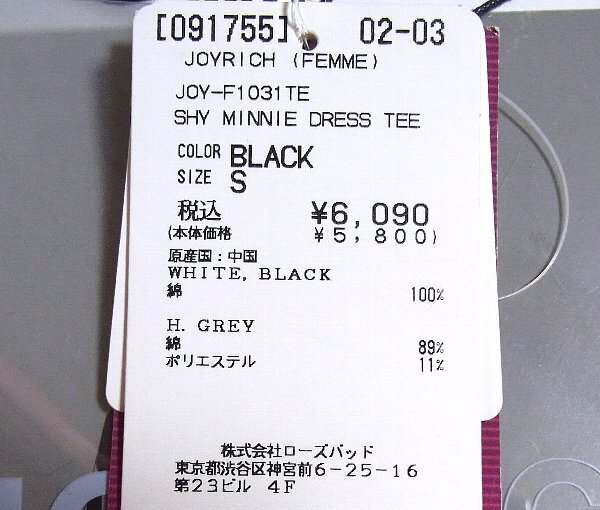 [091755] 02-03
JOYRICH (FEMME)
JOY-F1031TE
SHY MINNIE DRESS TEE
COLOR BLACK
SIZE S
税込 ¥6,090
(本体価格 ¥5,800)
原産国:中国
WHITE, BLACK
綿 100%
H. GREY
綿 89%
ポリエステル 11%
株式会社ローズバッド
東京都渋谷区神宮前6-25-16
第23ビル 4F